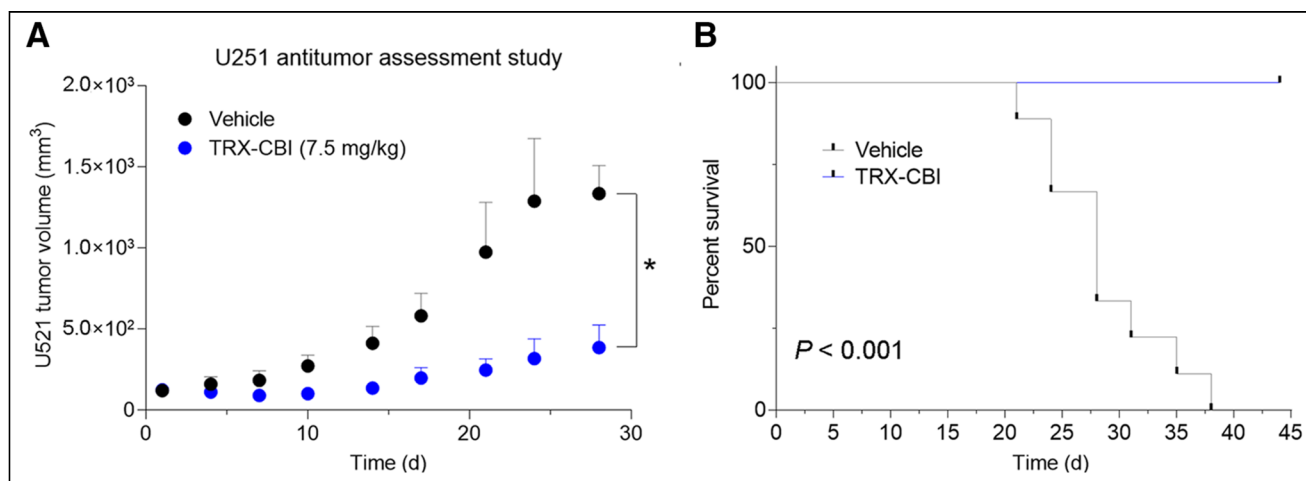 A
U251 antitumor assessment study
U521 tumor volume (mm³)
2.0×10³
1.5×10³
1.0×10³
5.0×10²
0
Vehicle
TRX-CBI (7.5 mg/kg)
*
0 10 20 30
Time (d)
B
Percent survival
100
50
0
Vehicle
TRX-CBI
P < 0.001
0 5 10 15 20 25 30 35 40 45
Time (d)